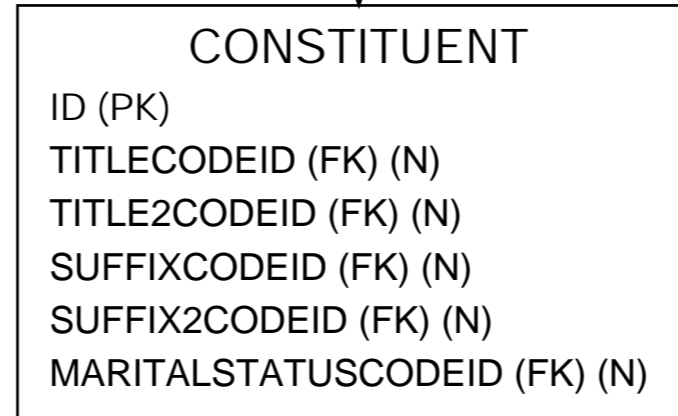 CONSTITUENT
ID (PK)
TITLECODEID (FK) (N)
TITLE2CODEID (FK) (N)
SUFFIXCODEID (FK) (N)
SUFFIX2CODEID (FK) (N)
MARITALSTATUSCODEID (FK) (N)